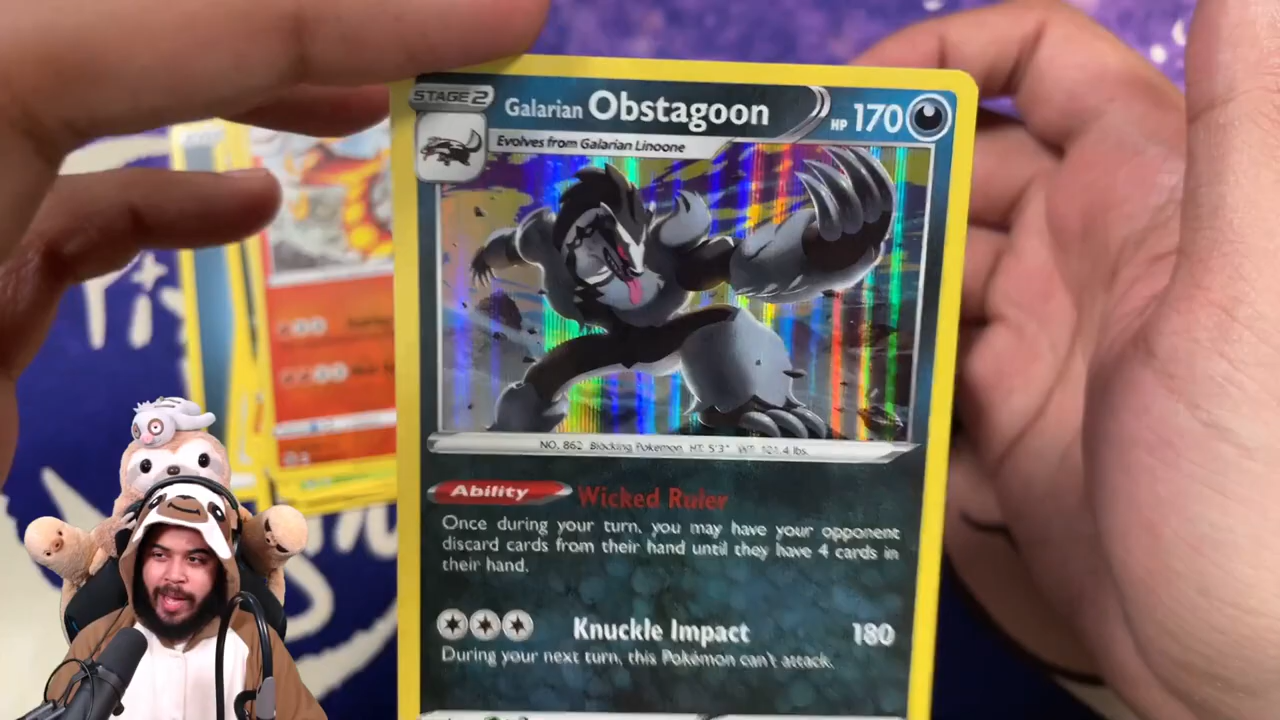 STAGE 2
Galarian Obstagoon
HP 170
Evolves from Galarian Linoone
NO. 862 Blocking Pokémon HT: 5'3" WT: 101.4 lbs.
Ability Wicked Ruler
Once during your turn, you may have your opponent
discard cards from their hand until they have 4 cards in
their hand.
Knuckle Impact 180
During your next turn, this Pokémon can't attack.